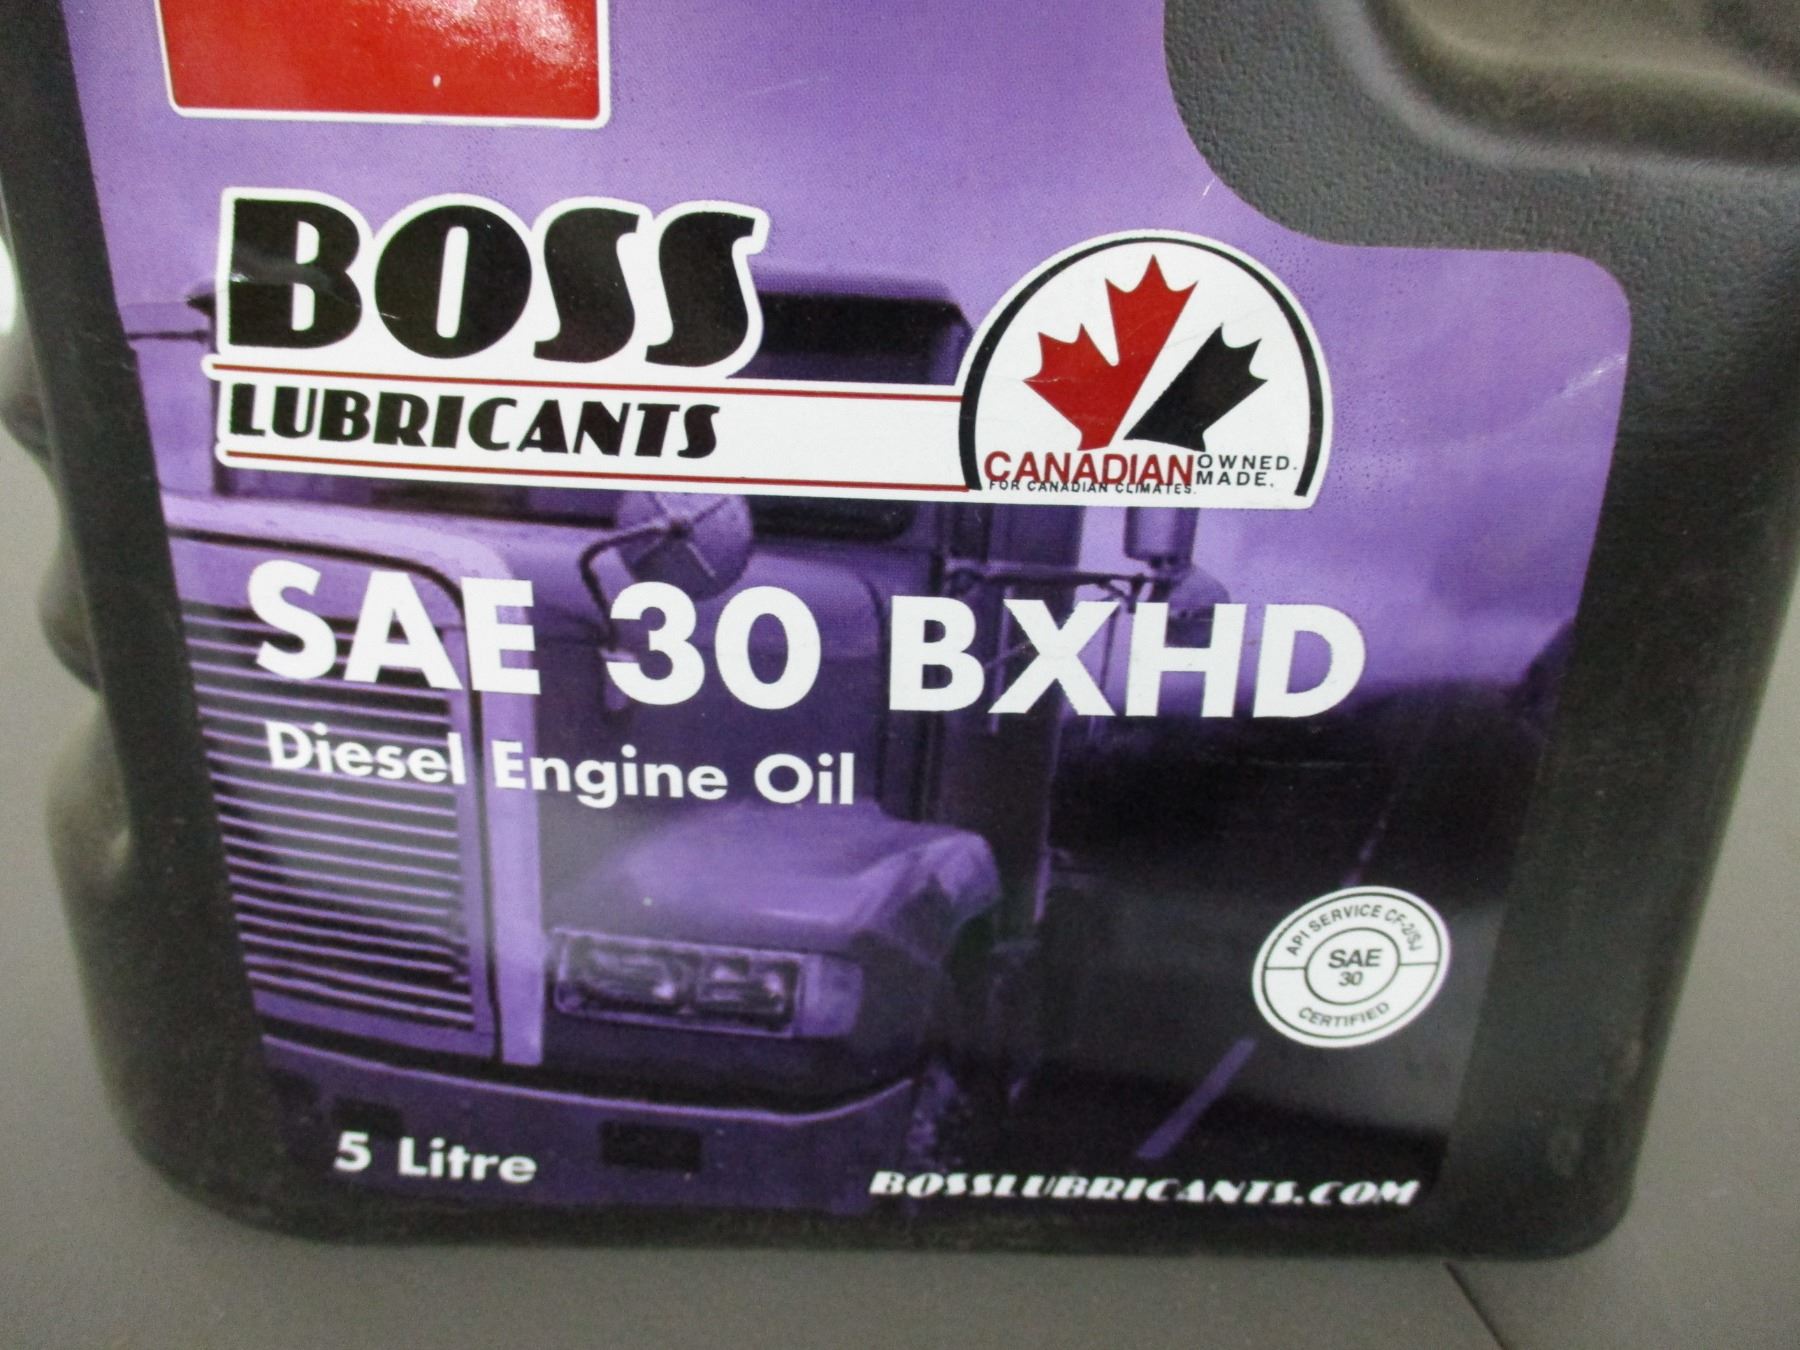 BOSS
LUBRICANTS
CANADIAN OWNED.
MADE.
FOR CANADIAN CLIMATES.
SAE 30 BXHD
Diesel Engine Oil
API SERVICE CF-2/SJ
SAE
30
CERTIFIED
5 Litre
BOSSLUBRICANTS.COM